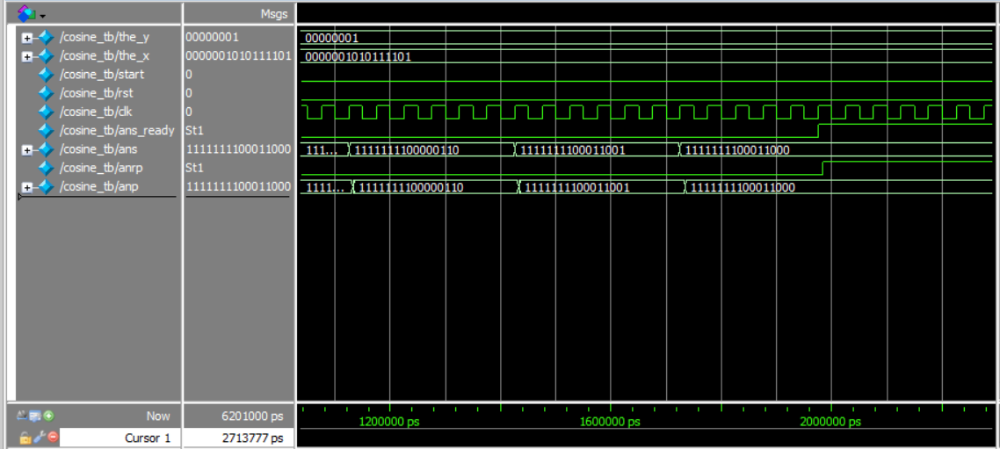 Msgs
/cosine_tb/the_y 00000001 00000001
/cosine_tb/the_x 0000001010111101 0000001010111101
/cosine_tb/start 0
/cosine_tb/rst 0
/cosine_tb/clk 0
/cosine_tb/ans_ready St1
/cosine_tb/ans 1111111100011000 111... 1111111100000110 1111111100011001 1111111100011000
/cosine_tb/anrp St1
/cosine_tb/anp 1111111100011000 1111... 1111111100000110 1111111100011001 1111111100011000
Now 6201000 ps 1200000 ps 1600000 ps 2000000 ps
Cursor 1 2713777 ps